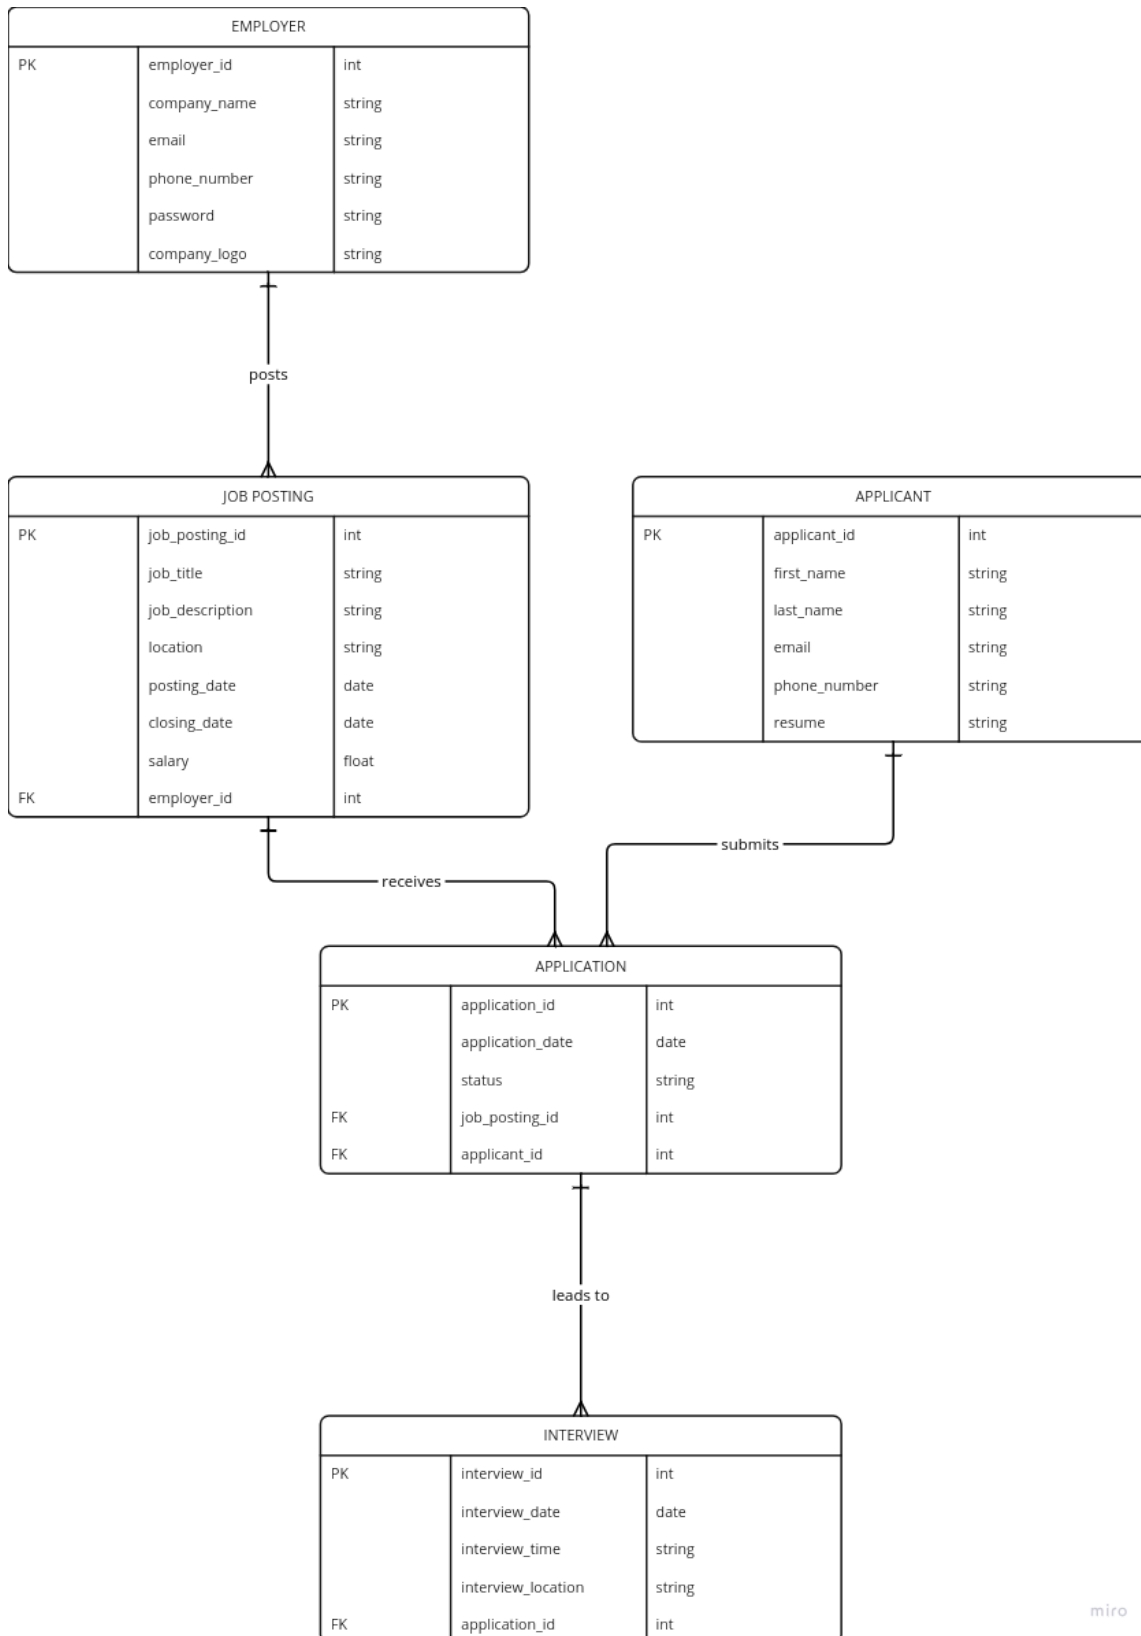 EMPLOYER
PK employer_id int
company_name string
email string
phone_number string
password string
company_logo string
posts
JOB POSTING
PK job_posting_id int
job_title string
job_description string
location string
posting_date date
closing_date date
salary float
FK employer_id int
APPLICANT
PK applicant_id int
first_name string
last_name string
email string
phone_number string
resume string
submits
receives
APPLICATION
PK application_id int
application_date date
status string
FK job_posting_id int
FK applicant_id int
leads to
INTERVIEW
PK interview_id int
interview_date date
interview_time string
interview_location string
FK application_id int
miro